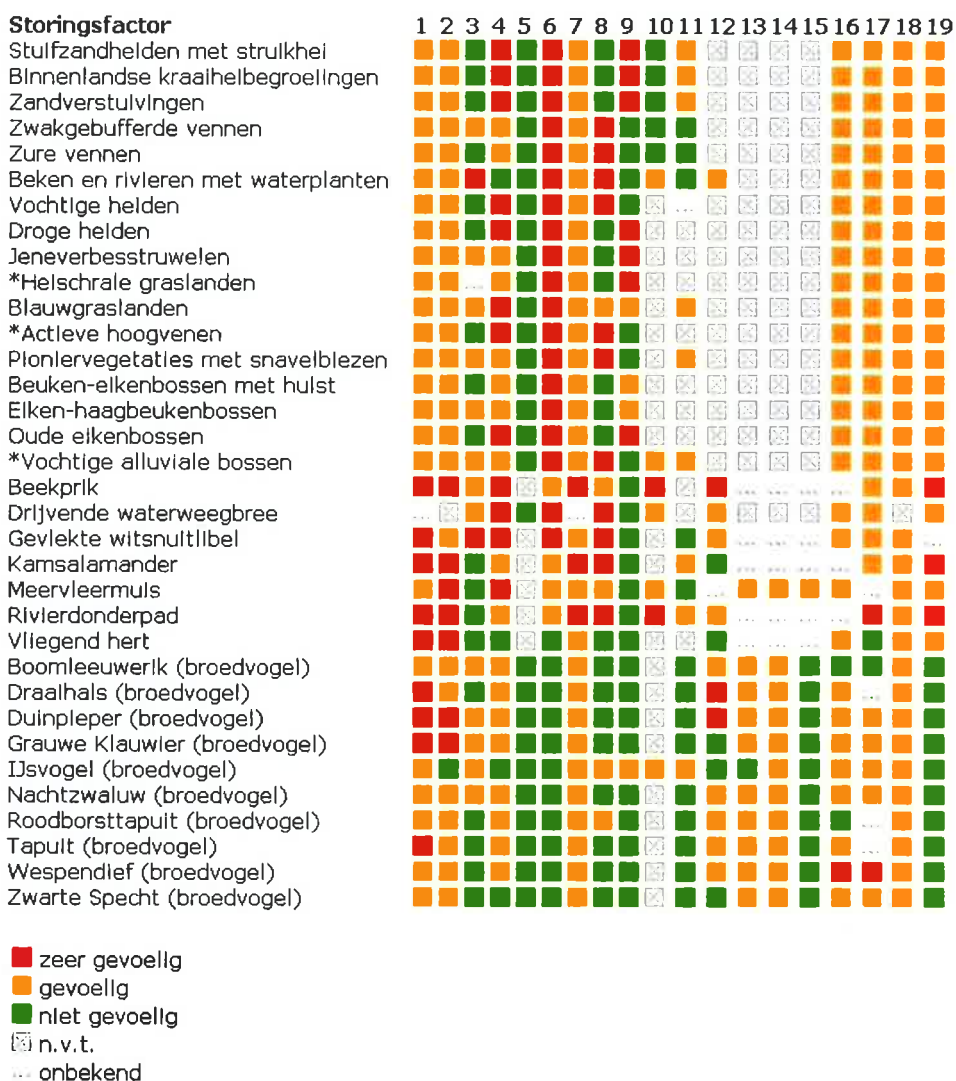 Storingsfactor 1 2 3 4 5 6 7 8 9 10 11 12 13 14 15 16 17 18 19
Stuifzandheiden met struikhei
Binnenlandse kraaiheibegroeiingen
Zandverstuivingen
Zwakgebufferde vennen
Zure vennen
Beken en rivieren met waterplanten
Vochtige heiden
Droge heiden
Jeneverbesstruwelen
*Heischrale graslanden
Blauwgraslanden
*Actieve hoogvenen
Pioniervegetaties met snavelbiezen
Beuken-eikenbossen met hulst
Eiken-haagbeukenbossen
Oude eikenbossen
*Vochtige alluviale bossen
Beekprik
Drijvende waterweegbree
Gevlekte witsnuitlibel
Kamsalamander
Meervleermuis
Rivierdonderpad
Vliegend hert
Boomleeuwerik (broedvogel)
Draaihals (broedvogel)
Duinpieper (broedvogel)
Grauwe Klauwier (broedvogel)
IJsvogel (broedvogel)
Nachtzwaluw (broedvogel)
Roodborsttapuit (broedvogel)
Tapuit (broedvogel)
Wespendief (broedvogel)
Zwarte Specht (broedvogel)
zeer gevoelig
gevoelig
niet gevoelig
n.v.t.
... onbekend